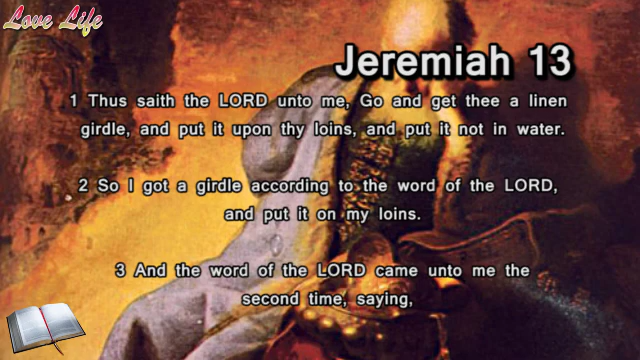 Love Life
Jeremiah 13
1 Thus saith the LORD unto me, Go and get thee a linen
girdle, and put it upon thy loins, and put it not in water.
2 So I got a girdle according to the word of the LORD,
and put it on my loins.
3 And the word of the LORD came unto me the
second time, saying,